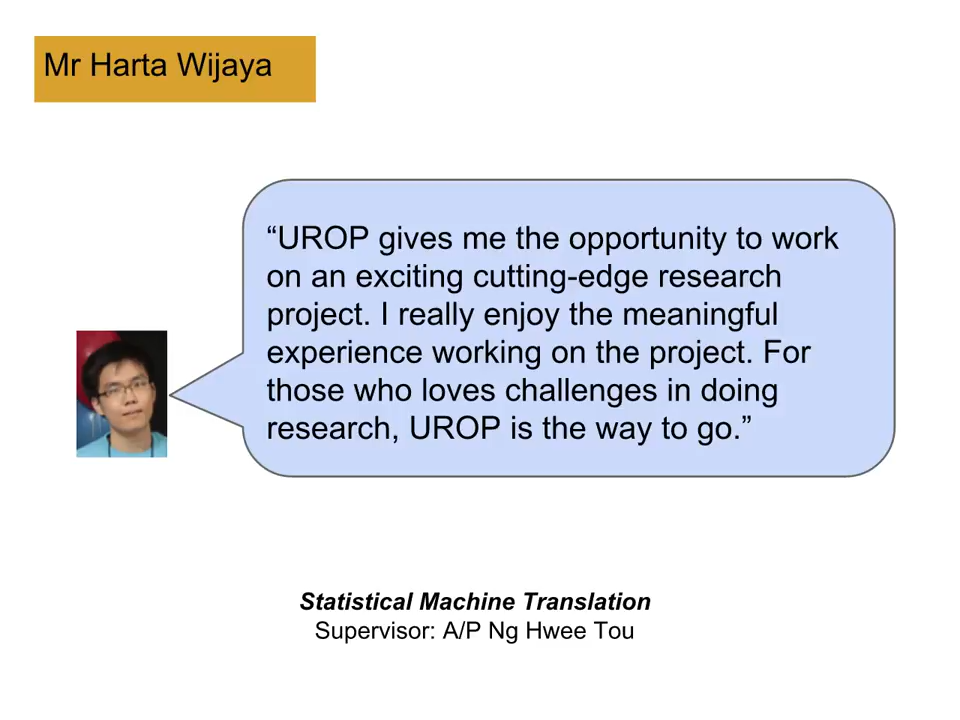 Mr Harta Wijaya
“UROP gives me the opportunity to work
on an exciting cutting-edge research
project. I really enjoy the meaningful
experience working on the project. For
those who loves challenges in doing
research, UROP is the way to go.”
Statistical Machine Translation
Supervisor: A/P Ng Hwee Tou